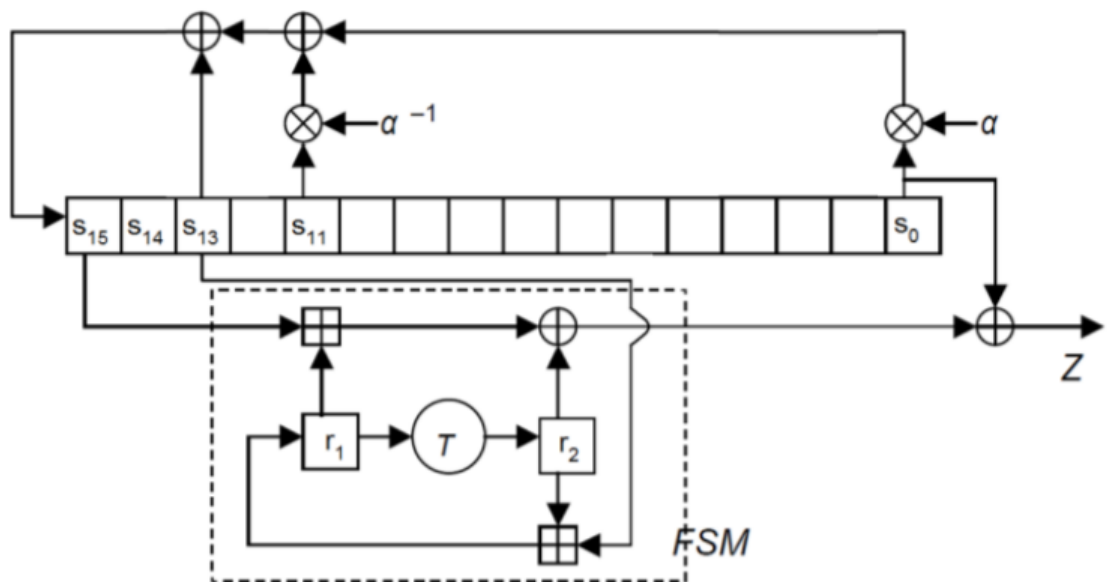 α ⁻¹
α
s₁₅ s₁₄ s₁₃ s₁₁ s₀
Z
r₁ T r₂
FSM